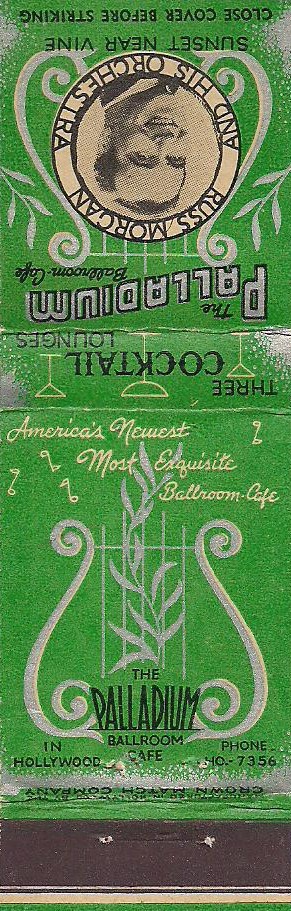 CLOSE COVER BEFORE STRIKING
SUNSET NEAR VINE
RUSS MORGAN
AND HIS ORCHESTRA
The
PALLADIUM
Ballroom Cafe
THREE
COCKTAIL
LOUNGES
America's Newest
Most Exquisite
Ballroom-Cafe
THE
PALLADIUM
BALLROOM
CAFE
IN
HOLLYWOOD
PHONE
HO.-7356
CROWN MATCH COMPANY